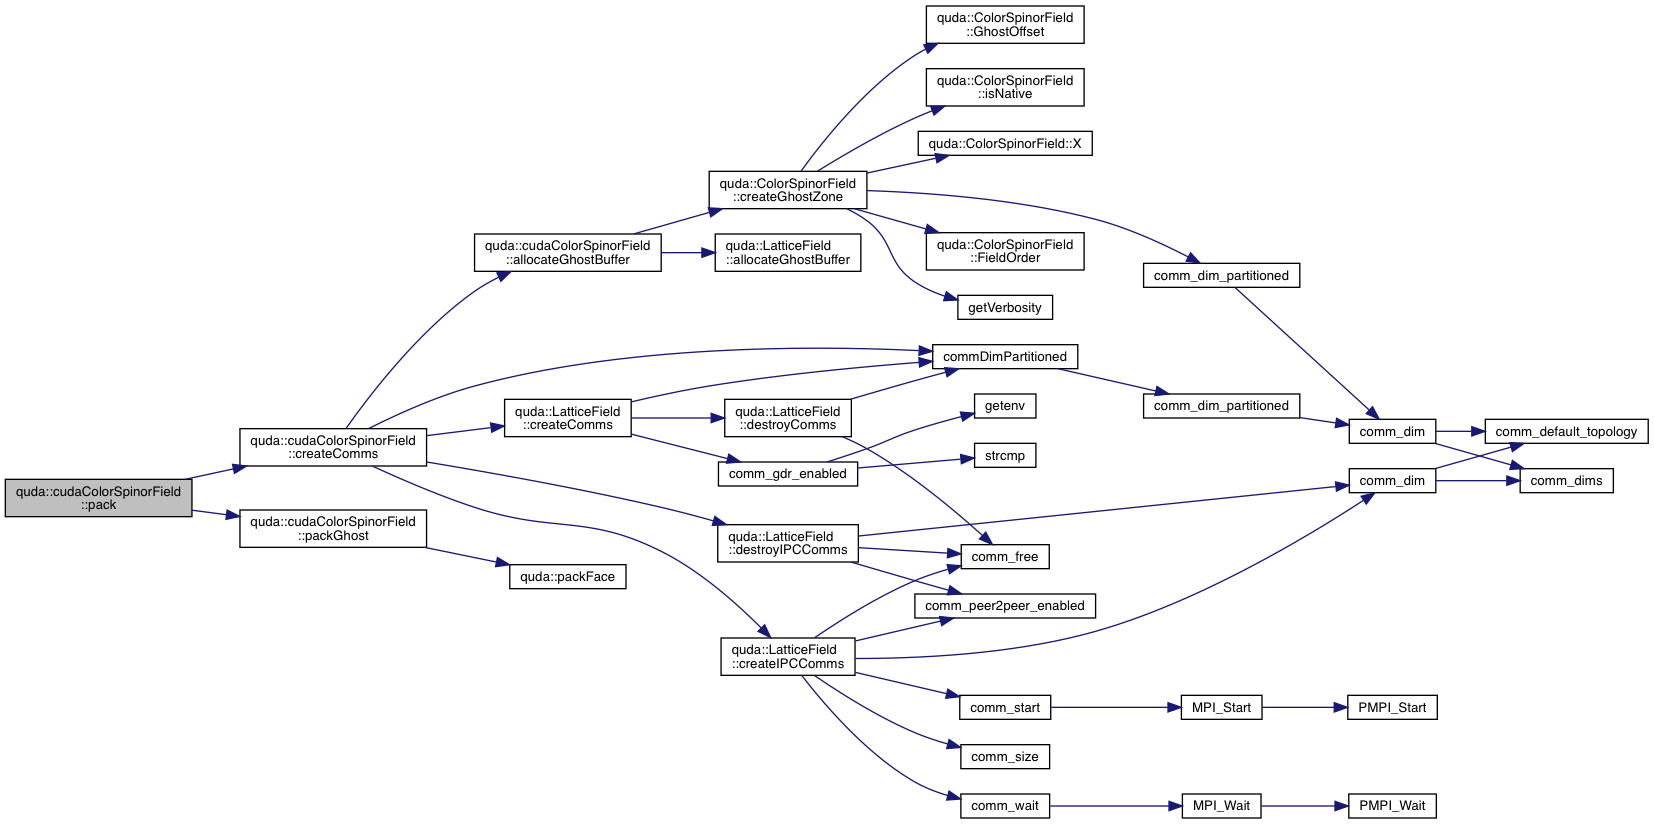 quda::ColorSpinorField
::GhostOffset
quda::ColorSpinorField
::isNative
quda::ColorSpinorField::X
quda::ColorSpinorField
::createGhostZone
quda::cudaColorSpinorField
::allocateGhostBuffer
quda::LatticeField
::allocateGhostBuffer
quda::ColorSpinorField
::FieldOrder
comm_dim_partitioned
getVerbosity
commDimPartitioned
quda::LatticeField
::createComms
quda::LatticeField
::destroyComms
getenv
comm_dim_partitioned
comm_dim
comm_default_topology
quda::cudaColorSpinorField
::createComms
comm_gdr_enabled
strcmp
comm_dim
comm_dims
quda::cudaColorSpinorField
::pack
quda::cudaColorSpinorField
::packGhost
quda::LatticeField
::destroyIPCComms
comm_free
quda::packFace
comm_peer2peer_enabled
quda::LatticeField
::createIPCComms
comm_start
MPI_Start
PMPI_Start
comm_size
comm_wait
MPI_Wait
PMPI_Wait